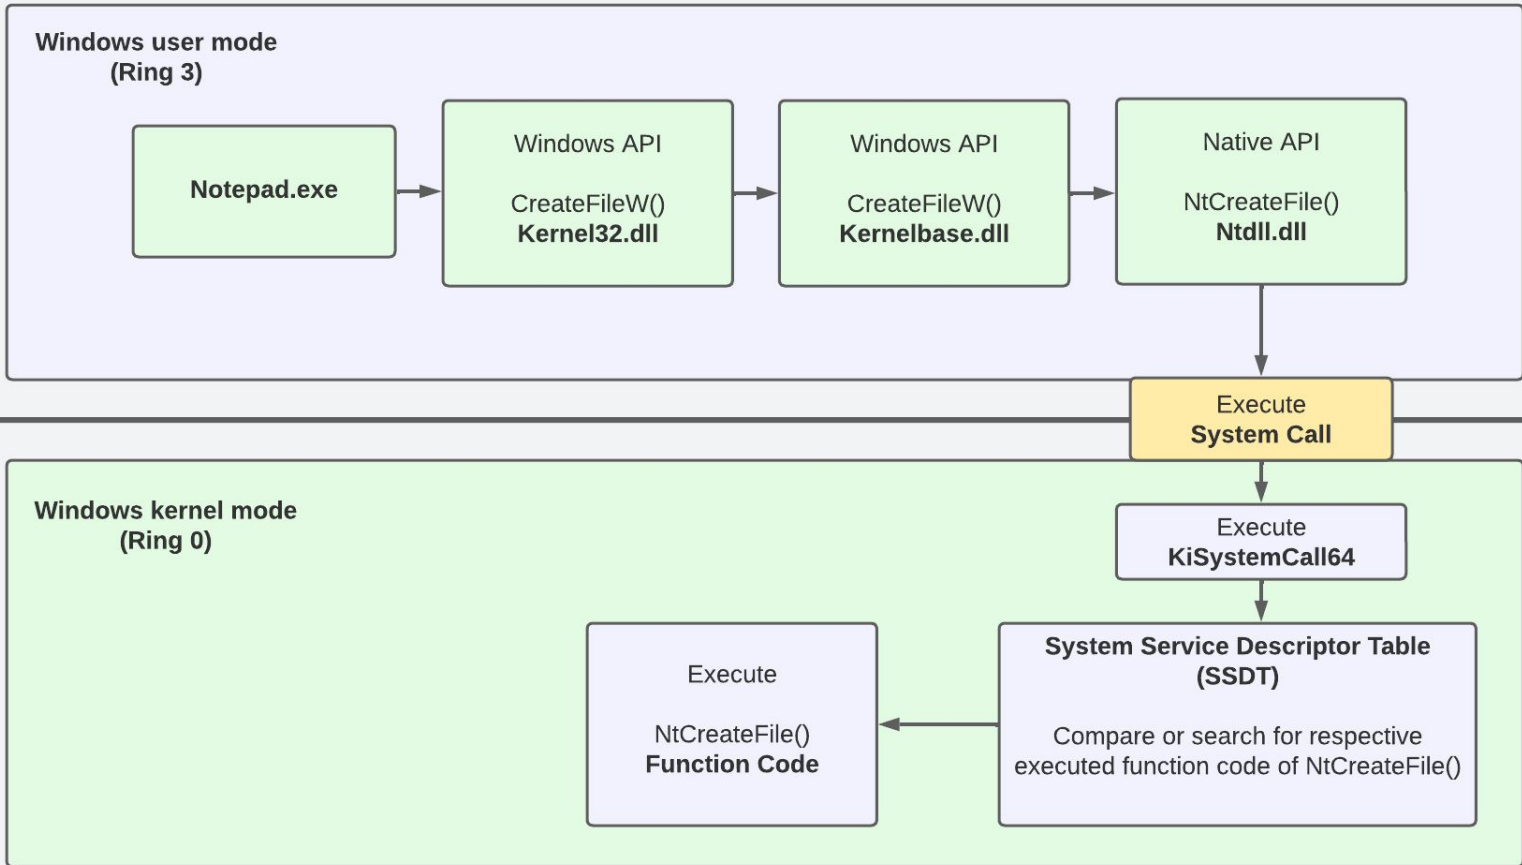 Windows user mode
(Ring 3)
Notepad.exe
Windows API
CreateFileW()
Kernel32.dll
Windows API
CreateFileW()
Kernelbase.dll
Native API
NtCreateFile()
Ntdll.dll
Execute
System Call
Windows kernel mode
(Ring 0)
Execute
KiSystemCall64
System Service Descriptor Table
(SSDT)
Compare or search for respective
executed function code of NtCreateFile()
Execute
NtCreateFile()
Function Code